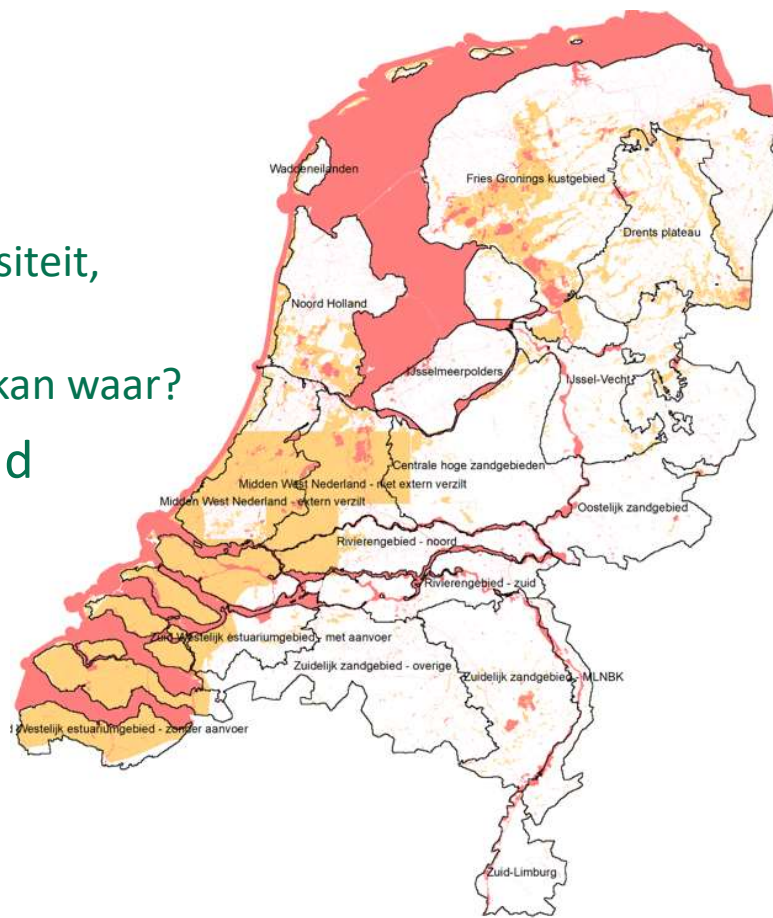 siteit,
kan waar?
d
Waddeneilanden
Fries Gronings kustgebied
Drents plateau
Noord Holland
IJsselmeerpolders
IJssel-Vecht
Centrale hoge zandgebieden
Midden West Nederland - niet extern verzilt
Midden West Nederland - extern verzilt
Oostelijk zandgebied
Rivierengebied - noord
Rivierengebied - zuid
Zuid Westelijk estuariumgebied - met aanvoer
Zuidelijk zandgebied - overige
Zuidelijk zandgebied - MLNBK
d Westelijk estuariumgebied - zonder aanvoer
Zuid-Limburg